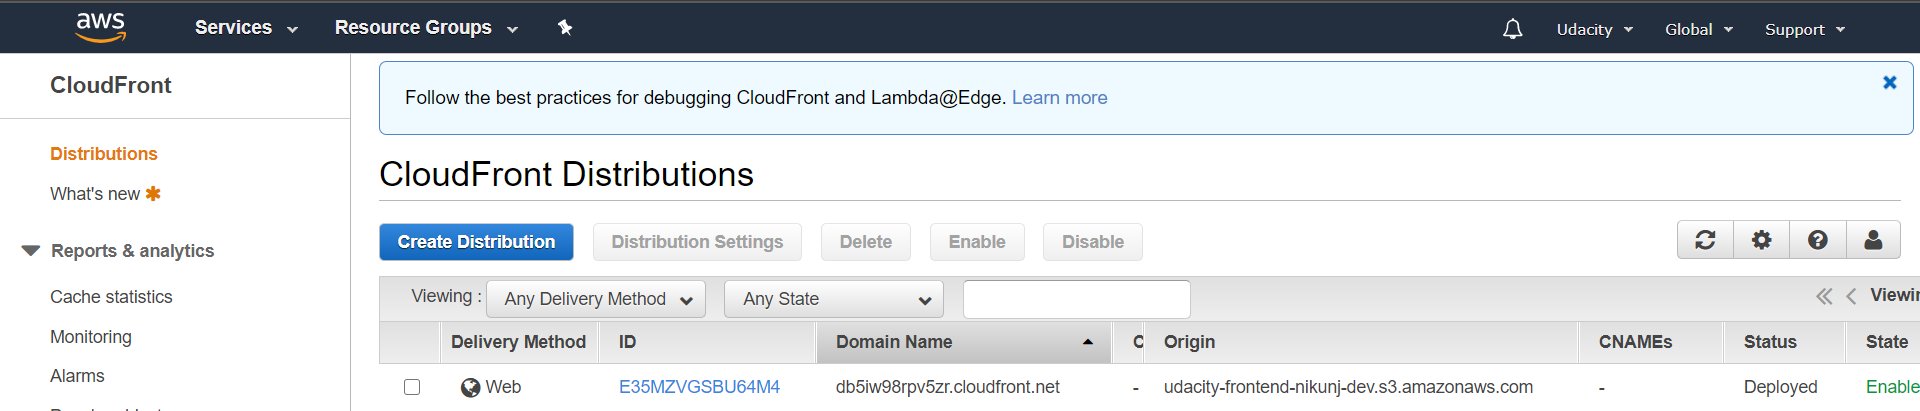 aws Services Resource Groups Udacity Global Support
CloudFront
Follow the best practices for debugging CloudFront and Lambda@Edge. Learn more
Distributions
CloudFront Distributions
What's new
Create Distribution Distribution Settings Delete Enable Disable
Reports & analytics
Viewing : Any Delivery Method Any State
Cache statistics
Monitoring
Delivery Method ID Domain Name C Origin CNAMEs Status State
Alarms
Web E35MZVGSBU64M4 db5iw98rpv5zr.cloudfront.net - udacity-frontend-nikunj-dev.s3.amazonaws.com - Deployed Enable